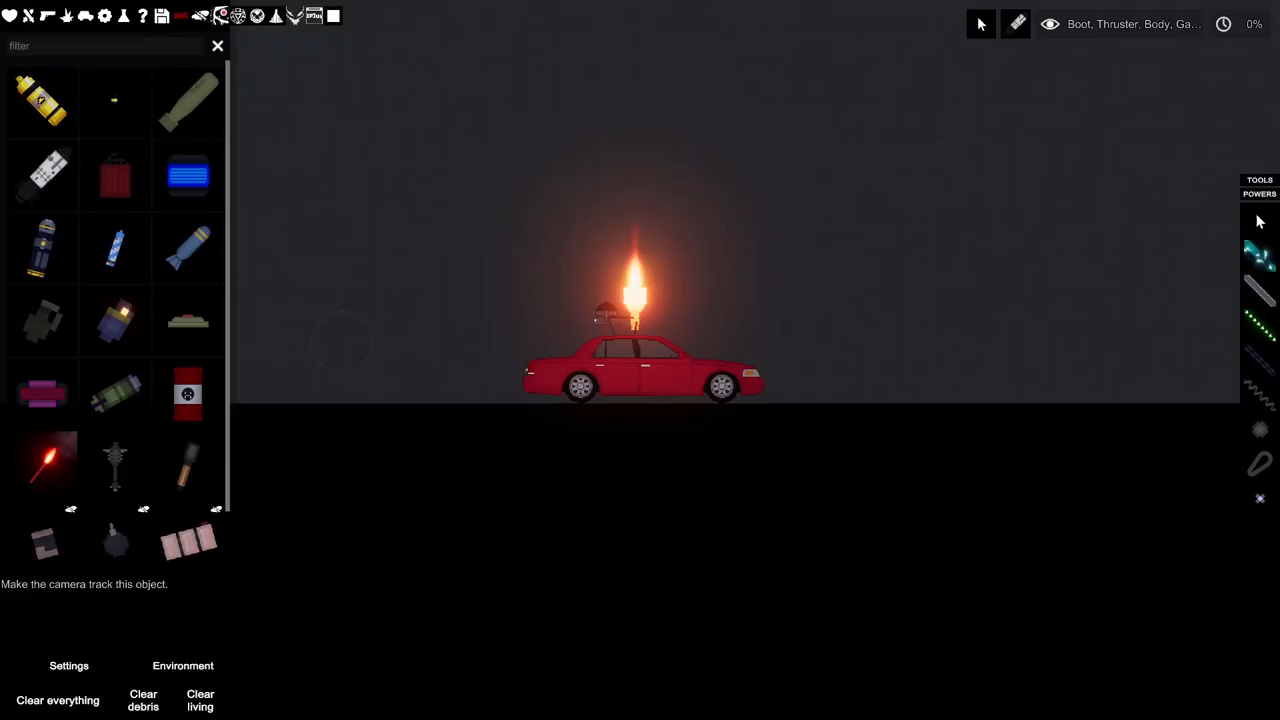 filter
Boot, Thruster, Body, Ga...
0%
TOOLS
POWERS
Make the camera track this object.
Settings
Environment
Clear everything
Clear debris
Clear living